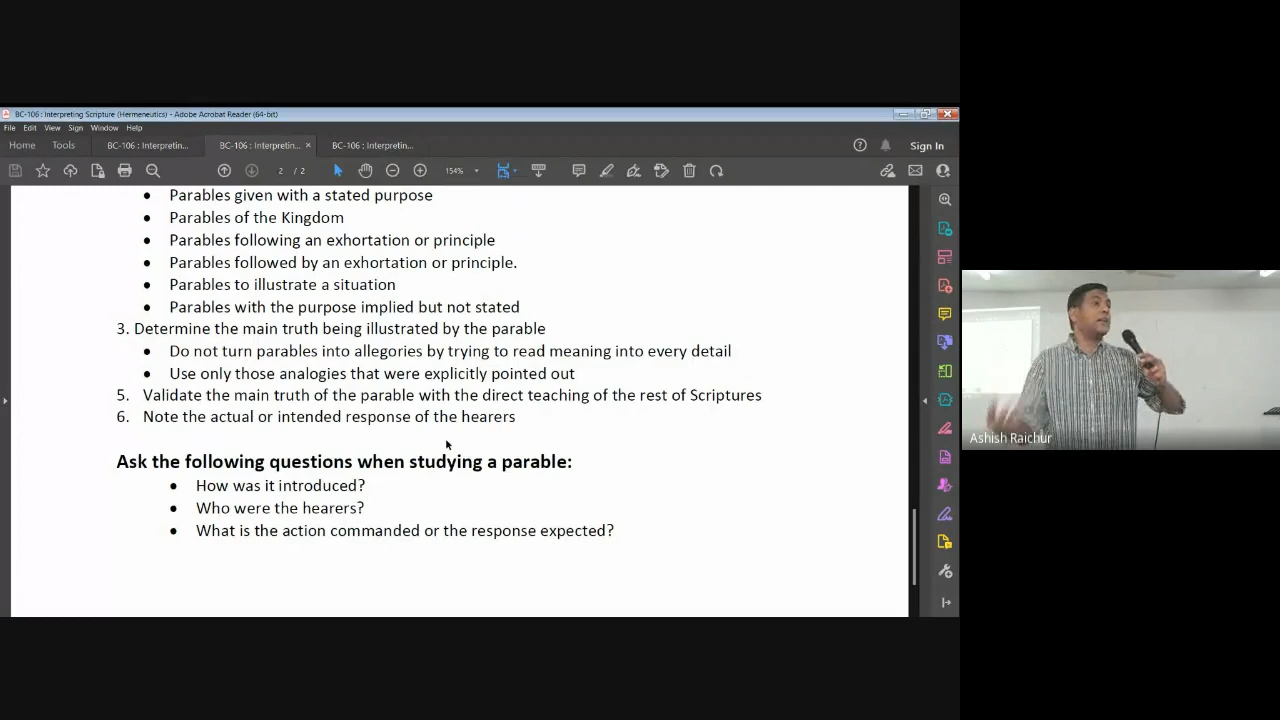 BC-106 : Interpreting Scripture (Hermeneutics) - Adobe Acrobat Reader (64-bit)
File Edit View Sign Window Help
Home Tools BC-106 : Interpretin... BC-106 : Interpretin... × BC-106 : Interpretin... Sign In
2 / 2 154%
• Parables given with a stated purpose
• Parables of the Kingdom
• Parables following an exhortation or principle
• Parables followed by an exhortation or principle.
• Parables to illustrate a situation
• Parables with the purpose implied but not stated
3. Determine the main truth being illustrated by the parable
• Do not turn parables into allegories by trying to read meaning into every detail
• Use only those analogies that were explicitly pointed out
5. Validate the main truth of the parable with the direct teaching of the rest of Scriptures
6. Note the actual or intended response of the hearers
Ask the following questions when studying a parable:
• How was it introduced?
• Who were the hearers?
• What is the action commanded or the response expected?
Ashish Raichur